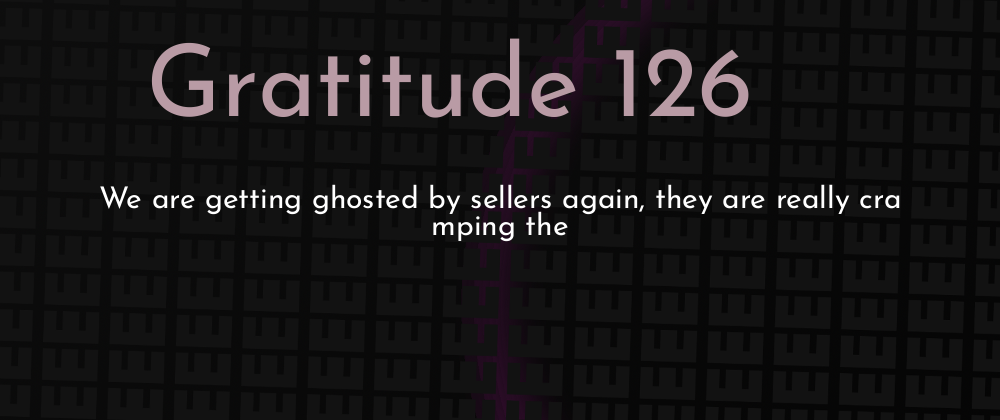 Gratitude 126
We are getting ghosted by sellers again, they are really cra
mping the